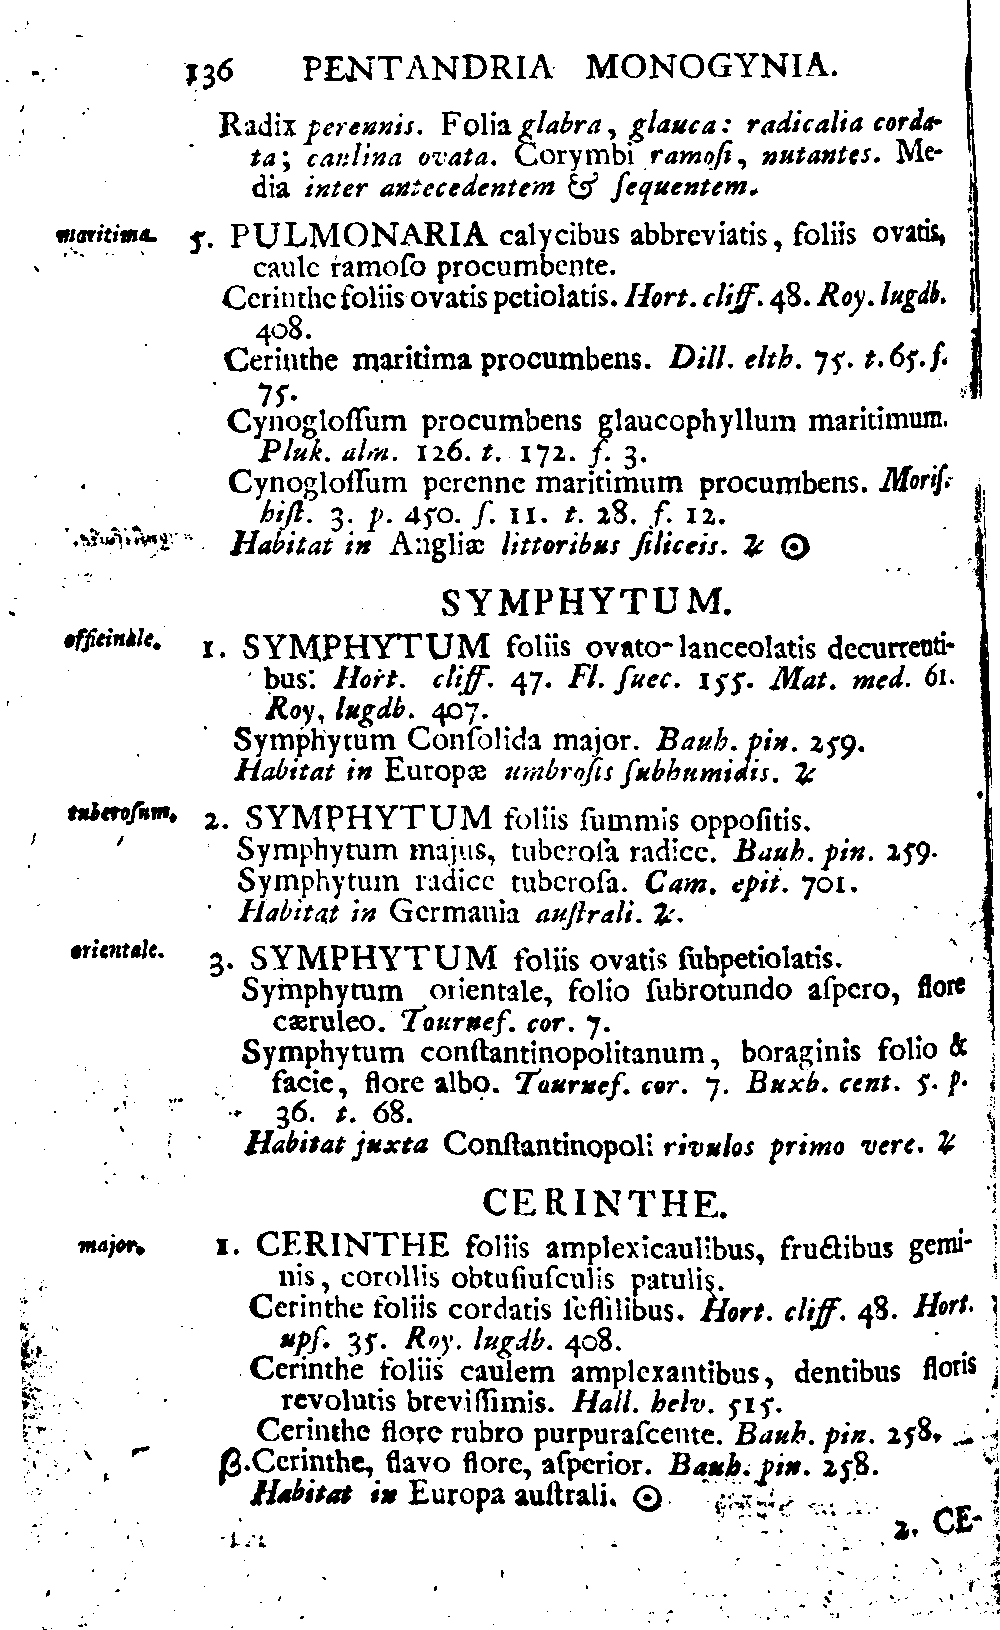 136 PENTANDRIA MONOGYNIA.
Radix perennis. Folia glabra, glauca: radicalia corda-
ta; caulina ovata. Corymbi ramoſi, nutantes. Me-
dia inter antecedentem & ſequentem.
maritima. 5. PULMONARIA calycibus abbreviatis, foliis ovatis,
caule ramoſo procumbente.
Cerinthe foliis ovatis petiolatis. Hort. cliff. 48. Roy. lugdb.
408.
Cerinthe maritima procumbens. Dill. elth. 75. t. 65. f.
75.
Cynogloſſum procumbens glaucophyllum maritimum.
Pluk. alm. 126. t. 172. f. 3.
Cynogloſſum perenne maritimum procumbens. Moriſ.
hiſt. 3. p. 450. ſ. 11. t. 28. f. 12.
Habitat in Angliæ littoribus ſiliceis. ♃ ☉
SYMPHYTUM.
officinale. 1. SYMPHYTUM foliis ovato-lanceolatis decurrenti-
bus. Hort. cliff. 47. Fl. ſuec. 155. Mat. med. 61.
Roy. lugdb. 407.
Symphytum Conſolida major. Bauh. pin. 259.
Habitat in Europæ umbroſis ſubhumidis. ♃
tuberoſum. 2. SYMPHYTUM foliis ſummis oppoſitis.
Symphytum majus, tuberoſa radice. Bauh. pin. 259.
Symphytum radice tuberoſa. Cam. epit. 701.
Habitat in Germania auſtrali. ♃.
orientale. 3. SYMPHYTUM foliis ovatis ſubpetiolatis.
Symphytum orientale, folio ſubrotundo aſpero, flore
cæruleo. Tournef. cor. 7.
Symphytum conſtantinopolitanum, boraginis folio &
facie, flore albo. Tournef. cor. 7. Buxb. cent. 5. p.
36. t. 68.
Habitat juxta Conſtantinopoli rivulos primo vere. ♃
CERINTHE.
major. 1. CERINTHE foliis amplexicaulibus, fructibus gemi-
nis, corollis obtuſiuſculis patulis.
Cerinthe foliis cordatis ſeſſilibus. Hort. cliff. 48. Hort.
upſ. 35. Roy. lugdb. 408.
Cerinthe foliis caulem amplexantibus, dentibus floris
revolutis breviſſimis. Hall. helv. 515.
Cerinthe flore rubro purpuraſcente. Bauh. pin. 258.
β. Cerinthe, flavo flore, aſperior. Bauh. pin. 258.
Habitat in Europa auſtrali. ☉
2. CE-